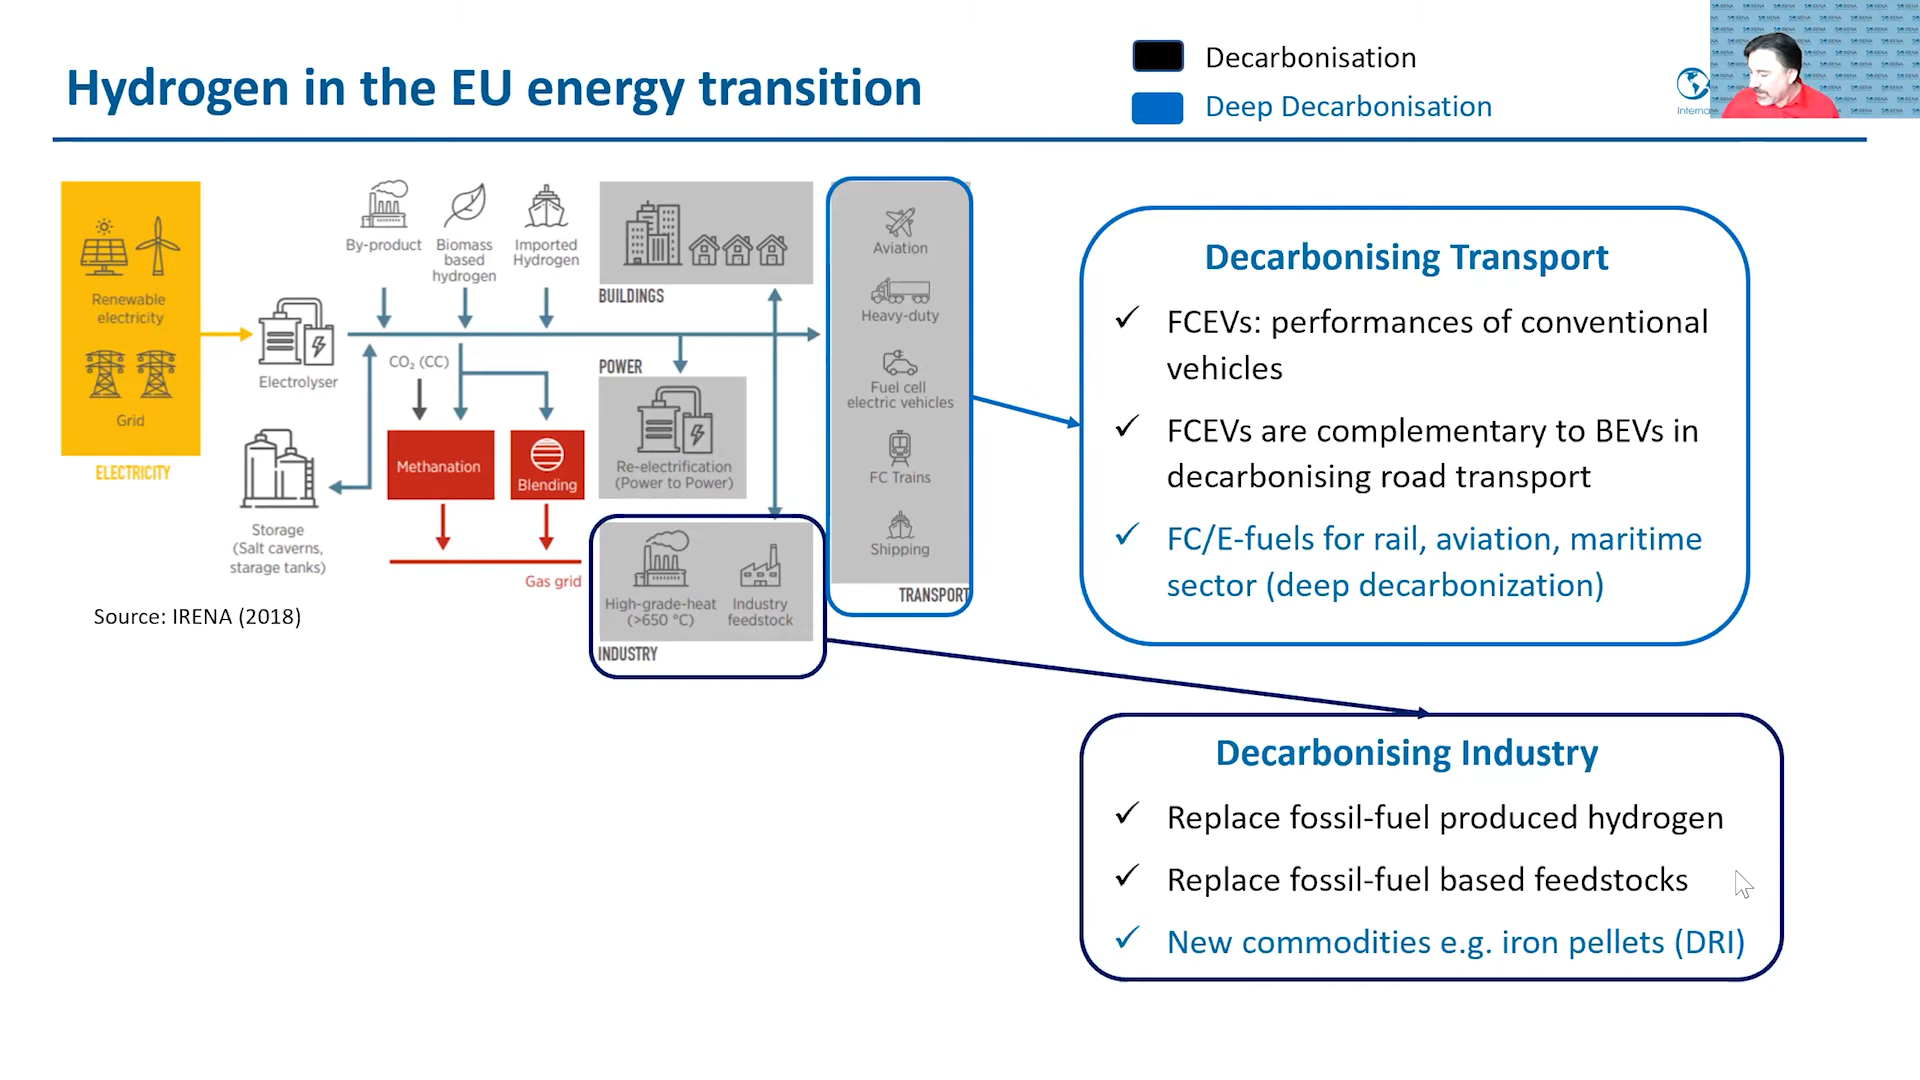 Hydrogen in the EU energy transition
Decarbonisation
Deep Decarbonisation
Interna
Renewable
electricity
Grid
ELECTRICITY
Electrolyser
Storage
(Salt caverns,
starage tanks)
By-product
Biomass
based
hydrogen
Imported
Hydrogen
CO₂ (CC)
Methanation
Blending
Gas grid
BUILDINGS
POWER
Re-electrification
(Power to Power)
High-grade-heat
(>650 °C)
Industry
feedstock
INDUSTRY
Aviation
Heavy-duty
Fuel cell
electric vehicles
FC Trains
Shipping
TRANSPORT
Source: IRENA (2018)
Decarbonising Transport
✓ FCEVs: performances of conventional
vehicles
✓ FCEVs are complementary to BEVs in
decarbonising road transport
✓ FC/E-fuels for rail, aviation, maritime
sector (deep decarbonization)
Decarbonising Industry
✓ Replace fossil-fuel produced hydrogen
✓ Replace fossil-fuel based feedstocks
✓ New commodities e.g. iron pellets (DRI)